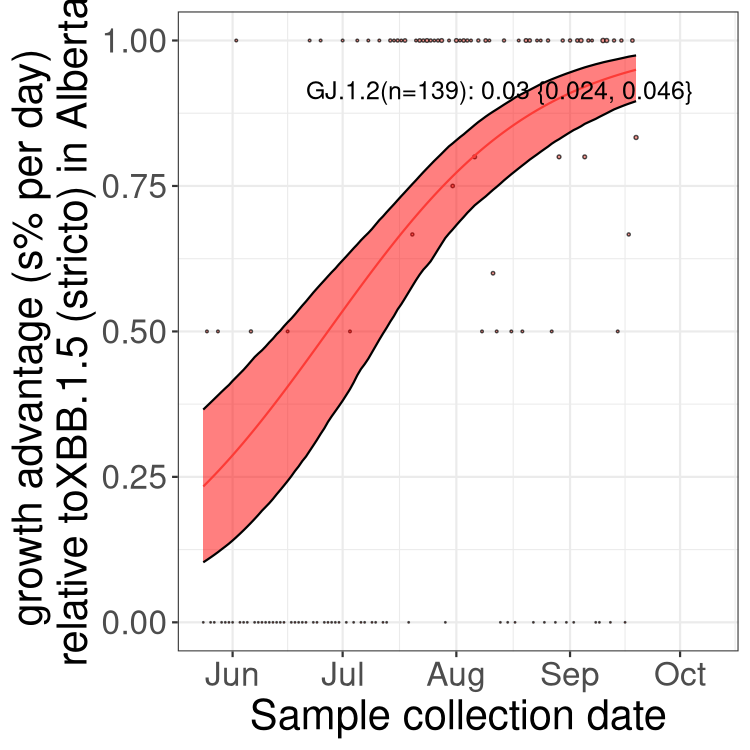 growth advantage (s% per day)
relative toXBB.1.5 (stricto) in Alberta
1.00
0.75
0.50
0.25
0.00
GJ.1.2(n=139): 0.03 {0.024, 0.046}
Jun Jul Aug Sep Oct
Sample collection date